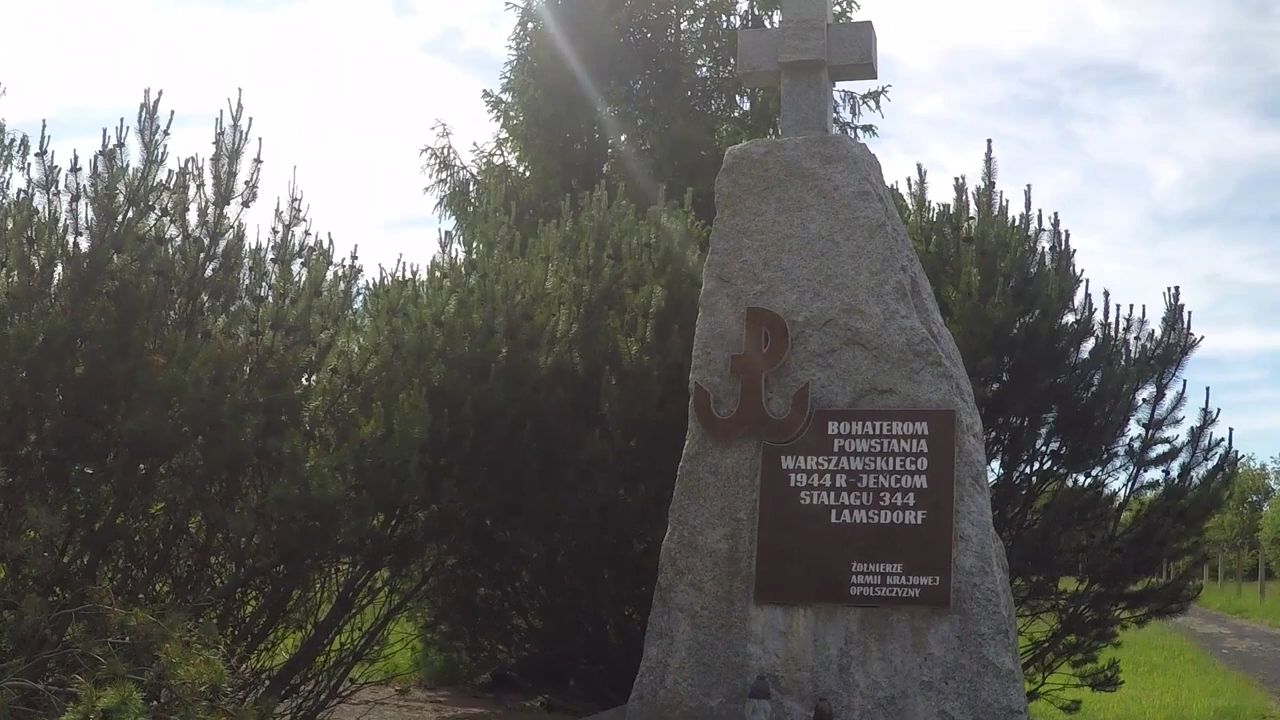 BOHATEROM
POWSTANIA
WARSZAWSKIEGO
1944 R - JEŃCOM
STALAGU 344
LAMSDORF
ŻOŁNIERZE
ARMII KRAJOWEJ
OPOLSZCZYZNY